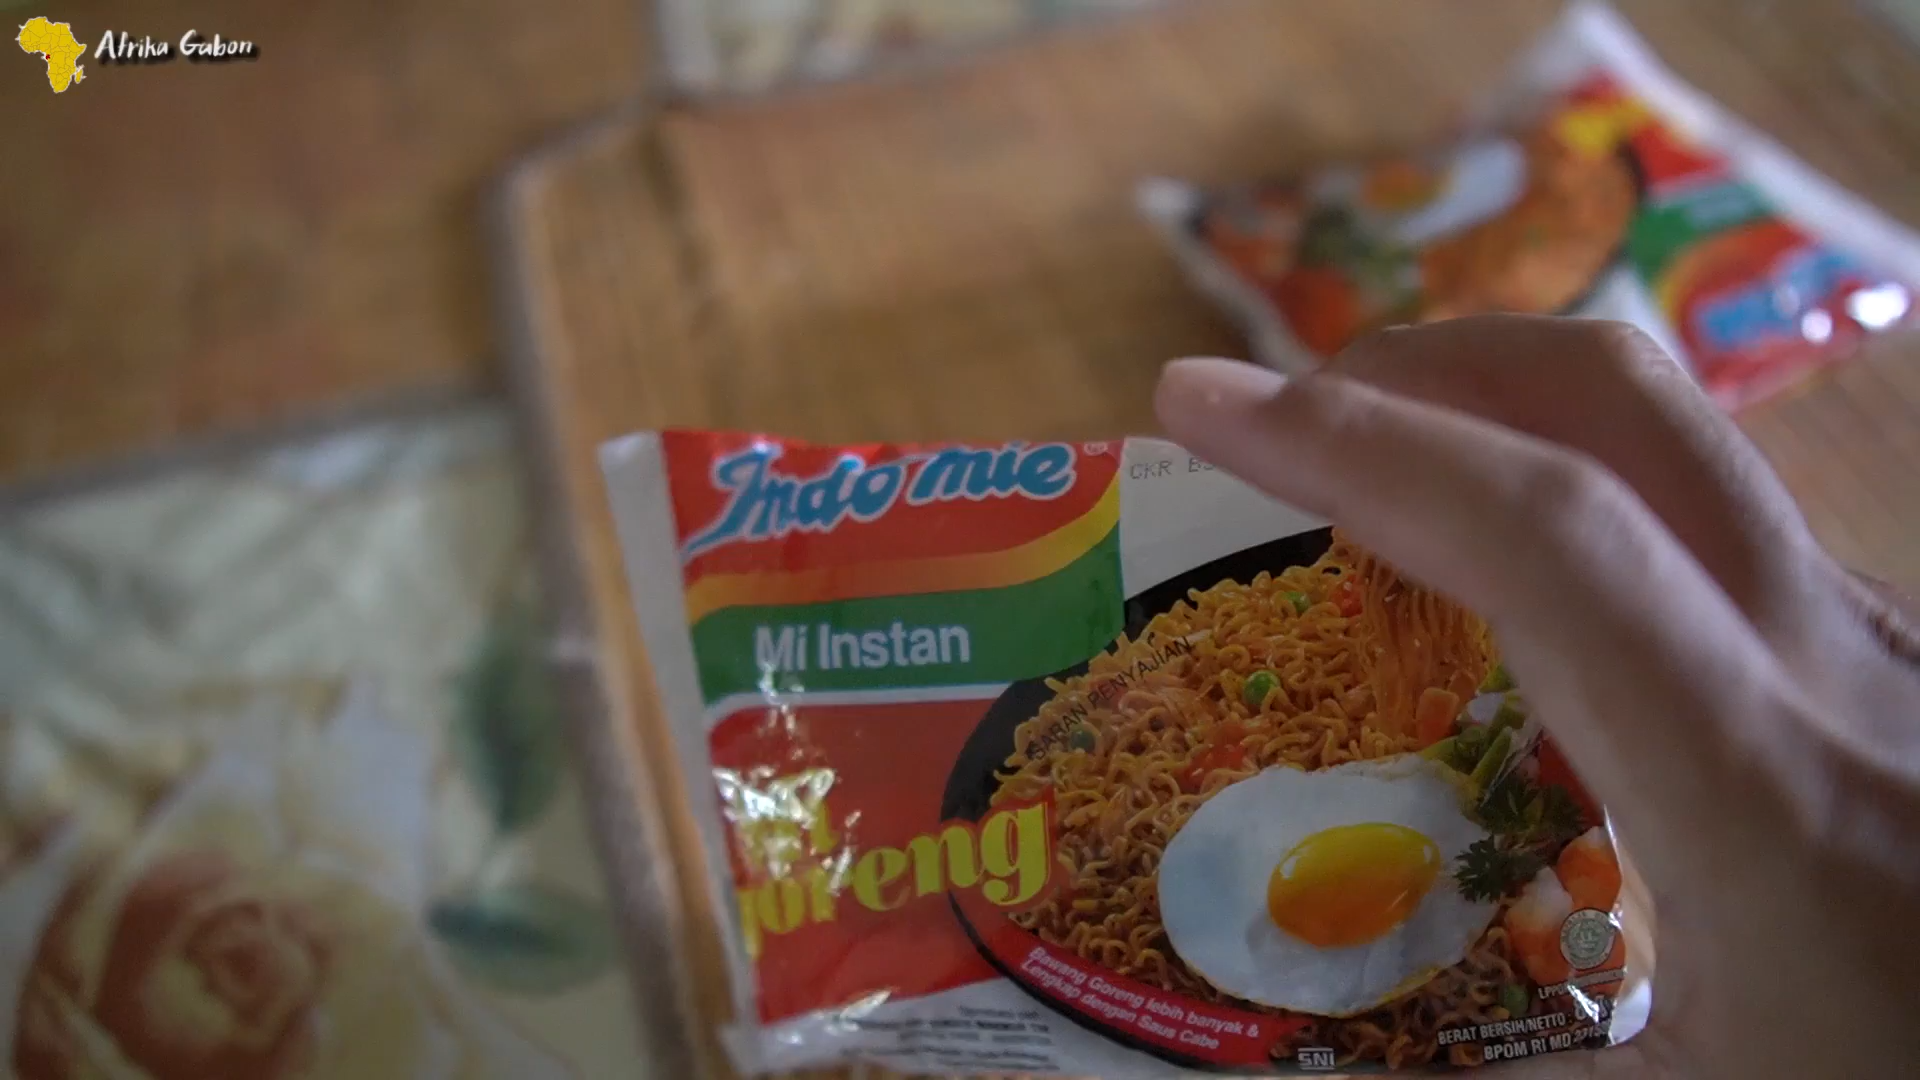 Afrika Gabon
Indomie
CKR
Mi Instan
SARAN PENYAJIAN
goreng
Bawang Goreng lebih banyak &
Lengkap dengan Saus Cabe
SNI
BERAT BERSIH/NETTO :
BPOM RI MD